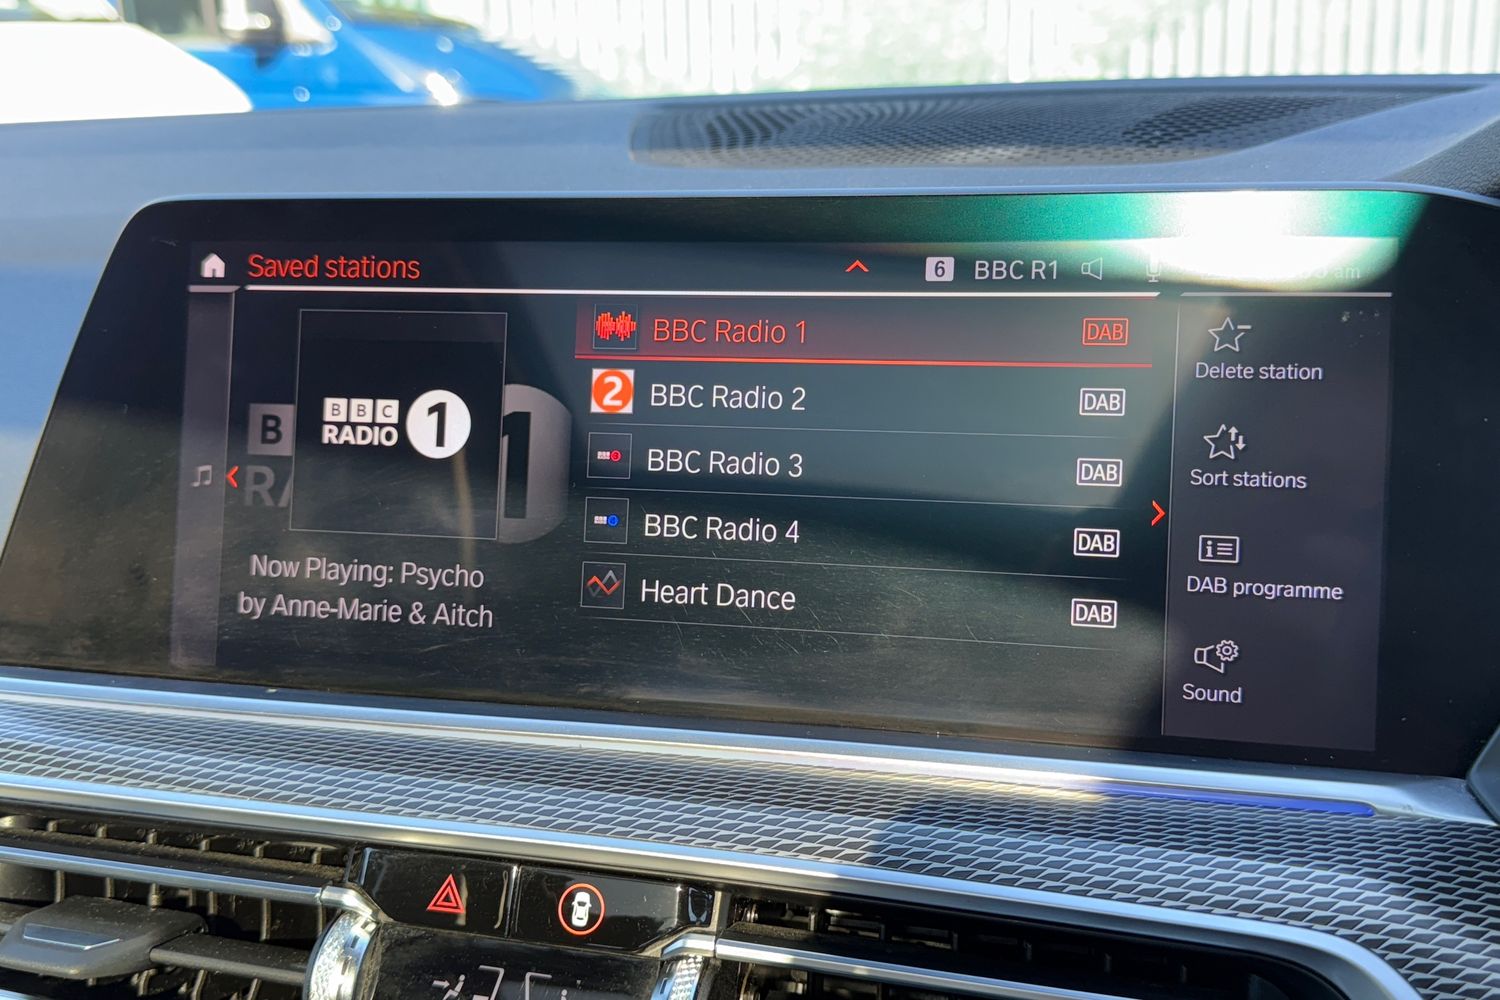 Saved stations
6 BBC R1
am
BBC
RADIO 1
Now Playing: Psycho
by Anne-Marie & Aitch
BBC Radio 1 DAB
2 BBC Radio 2 DAB
BBC Radio 3 DAB
BBC Radio 4 DAB
Heart Dance DAB
Delete station
Sort stations
DAB programme
Sound